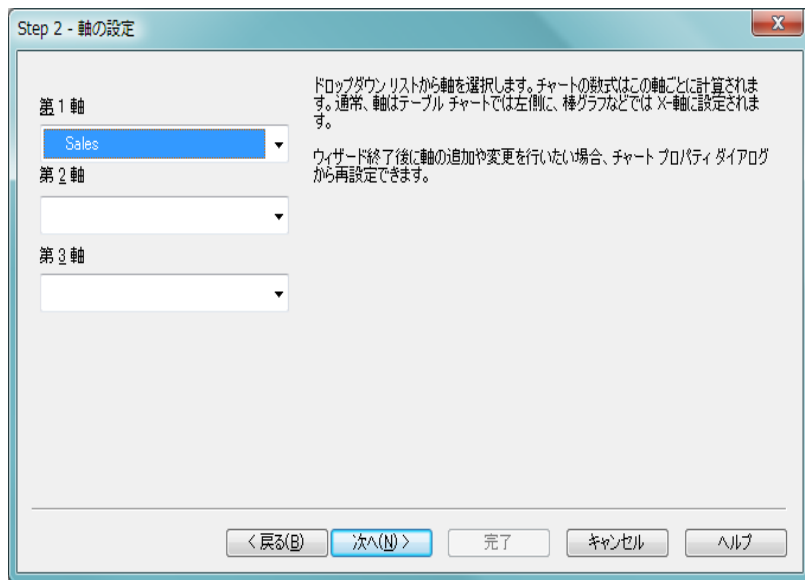 Step 2 - 軸の設定
第 1 軸
Sales
第 2 軸
第 3 軸
ドロップダウン リストから軸を選択します。チャートの数式はこの軸ごとに計算されま
す。通常、軸はテーブル チャートでは左側に、棒グラフなどでは X-軸に設定されま
す。
ウィザード終了後に軸の追加や変更を行いたい場合、チャート プロパティ ダイアログ
から再設定できます。
< 戻る(B)
次へ(N) >
完了
キャンセル
ヘルプ